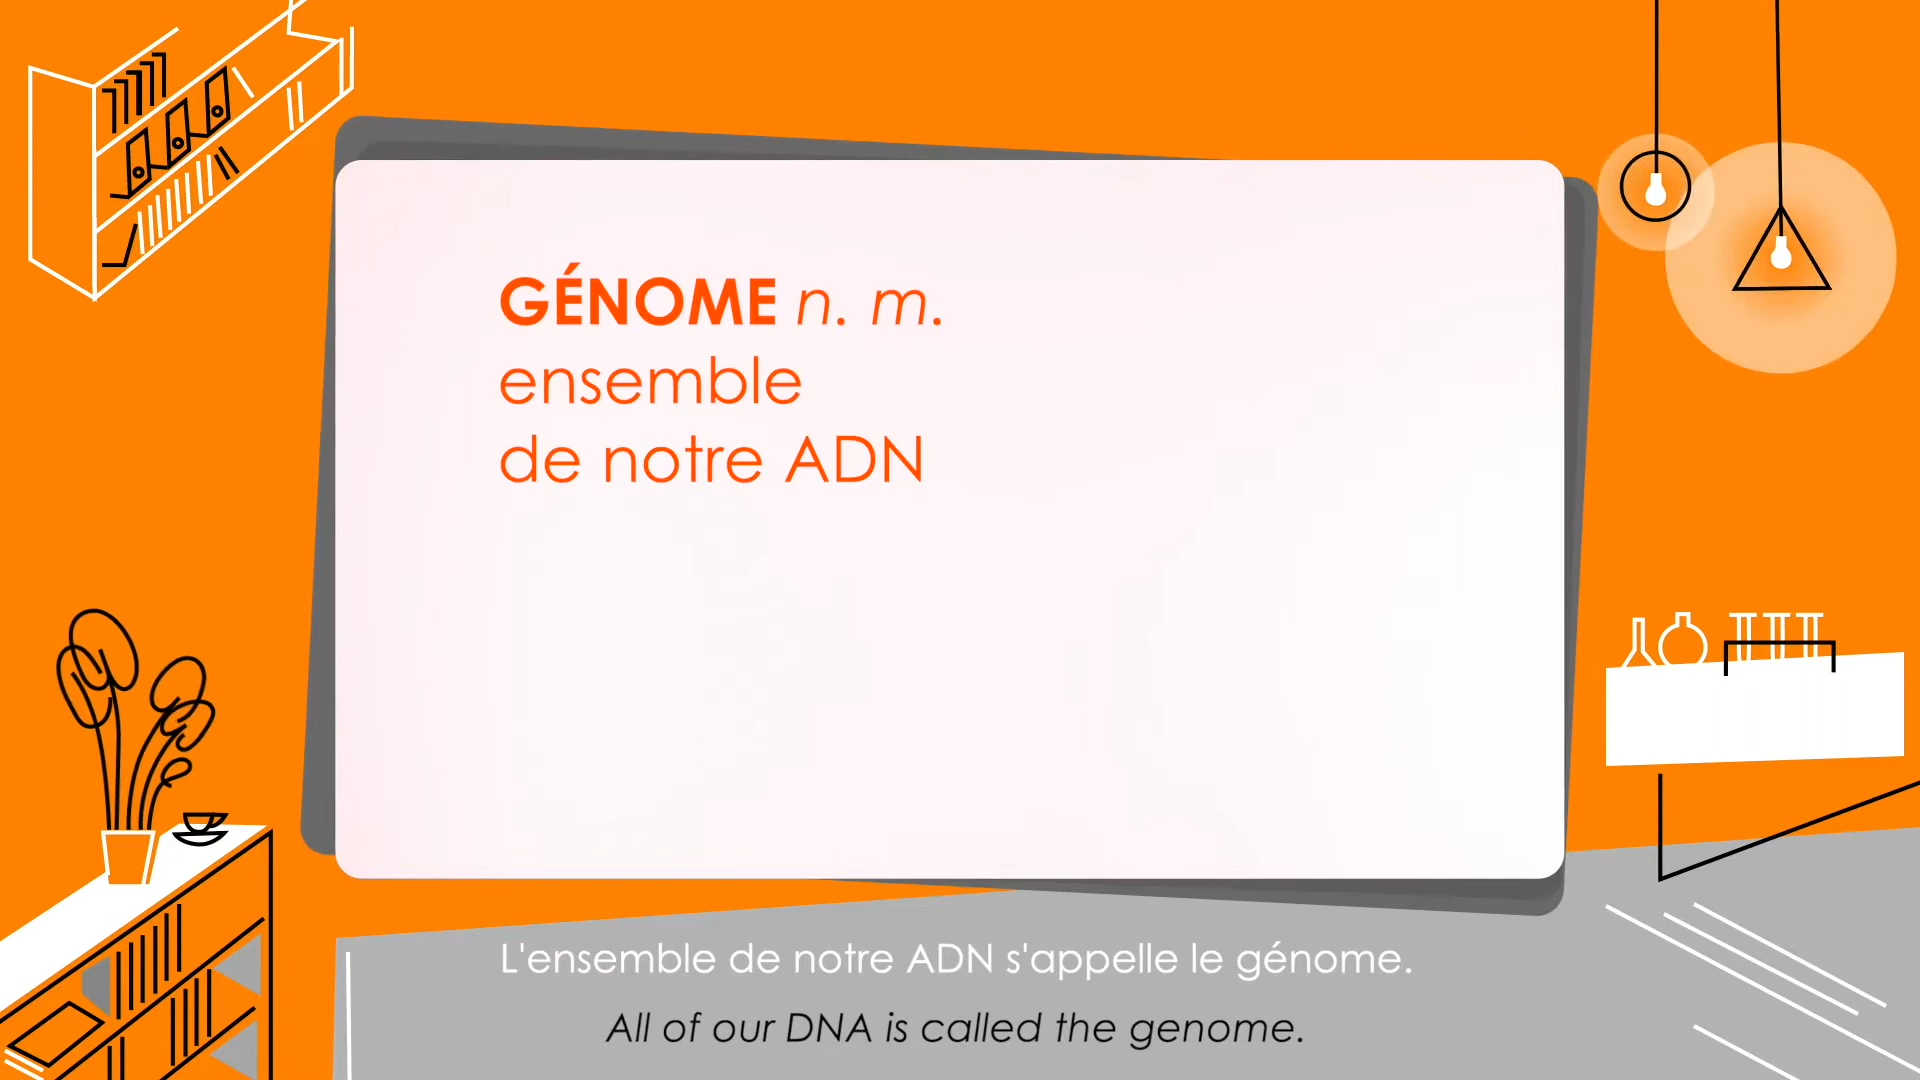 GÉNOME n. m.
ensemble
de notre ADN
L'ensemble de notre ADN s'appelle le génome.
All of our DNA is called the genome.